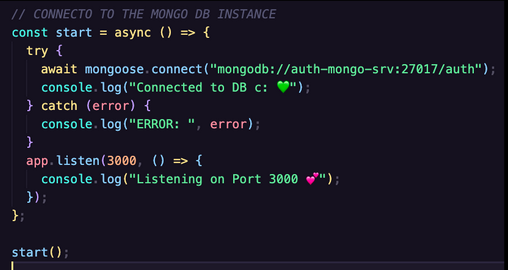 // CONNECTO TO THE MONGO DB INSTANCE
const start = async () => {
try {
await mongoose.connect("mongodb://auth-mongo-srv:27017/auth");
console.log("Connected to DB c: 💚");
} catch (error) {
console.log("ERROR: ", error);
}
app.listen(3000, () => {
console.log("Listening on Port 3000 💕");
});
};
start();